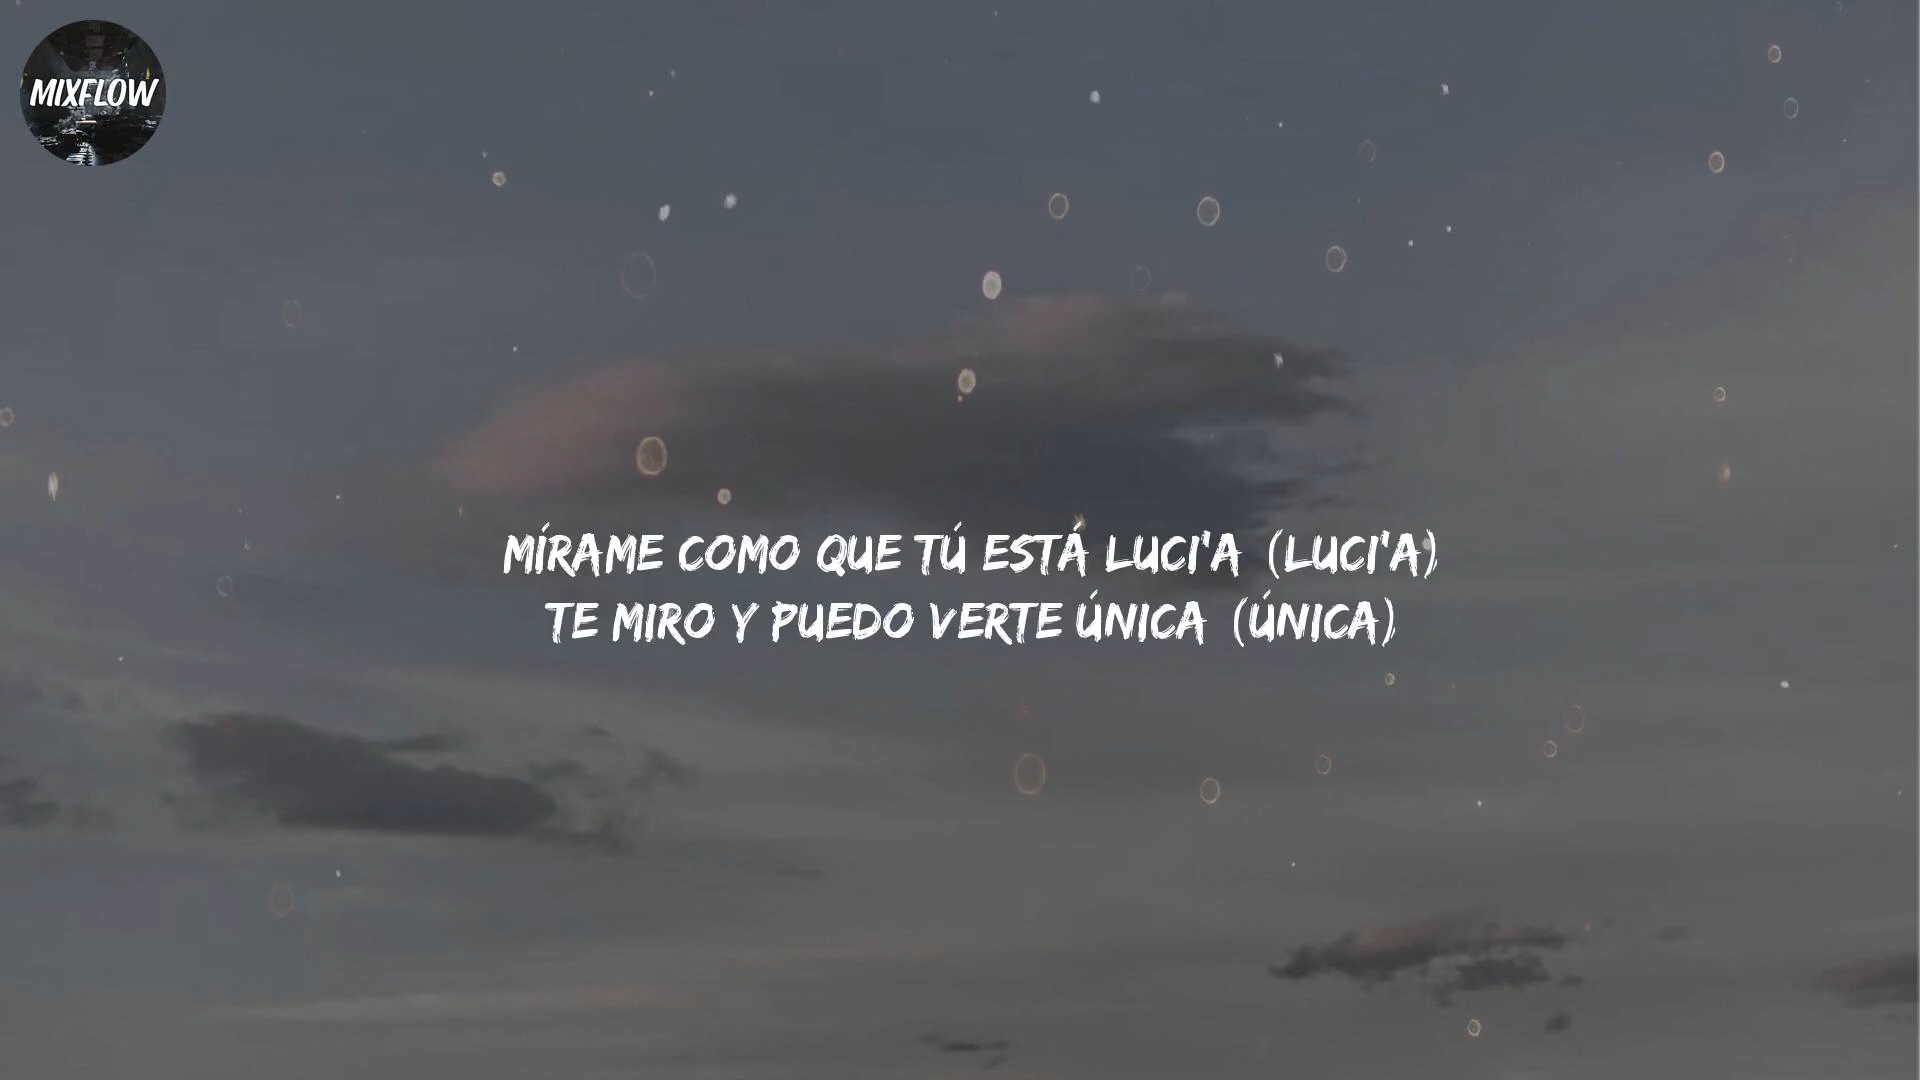 MIXFLOW
MÍRAME COMO QUE TÚ ESTÁ LUCI'A (LUCI'A)
TE MIRO Y PUEDO VERTE ÚNICA (ÚNICA)